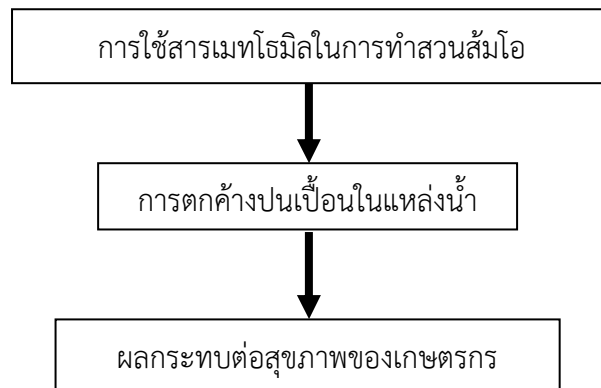 การใช้สารเมทโธมิลในการทำสวนส้มโอ
การตกค้างปนเปื้อนในแหล่งน้ำ
ผลกระทบต่อสุขภาพของเกษตรกร